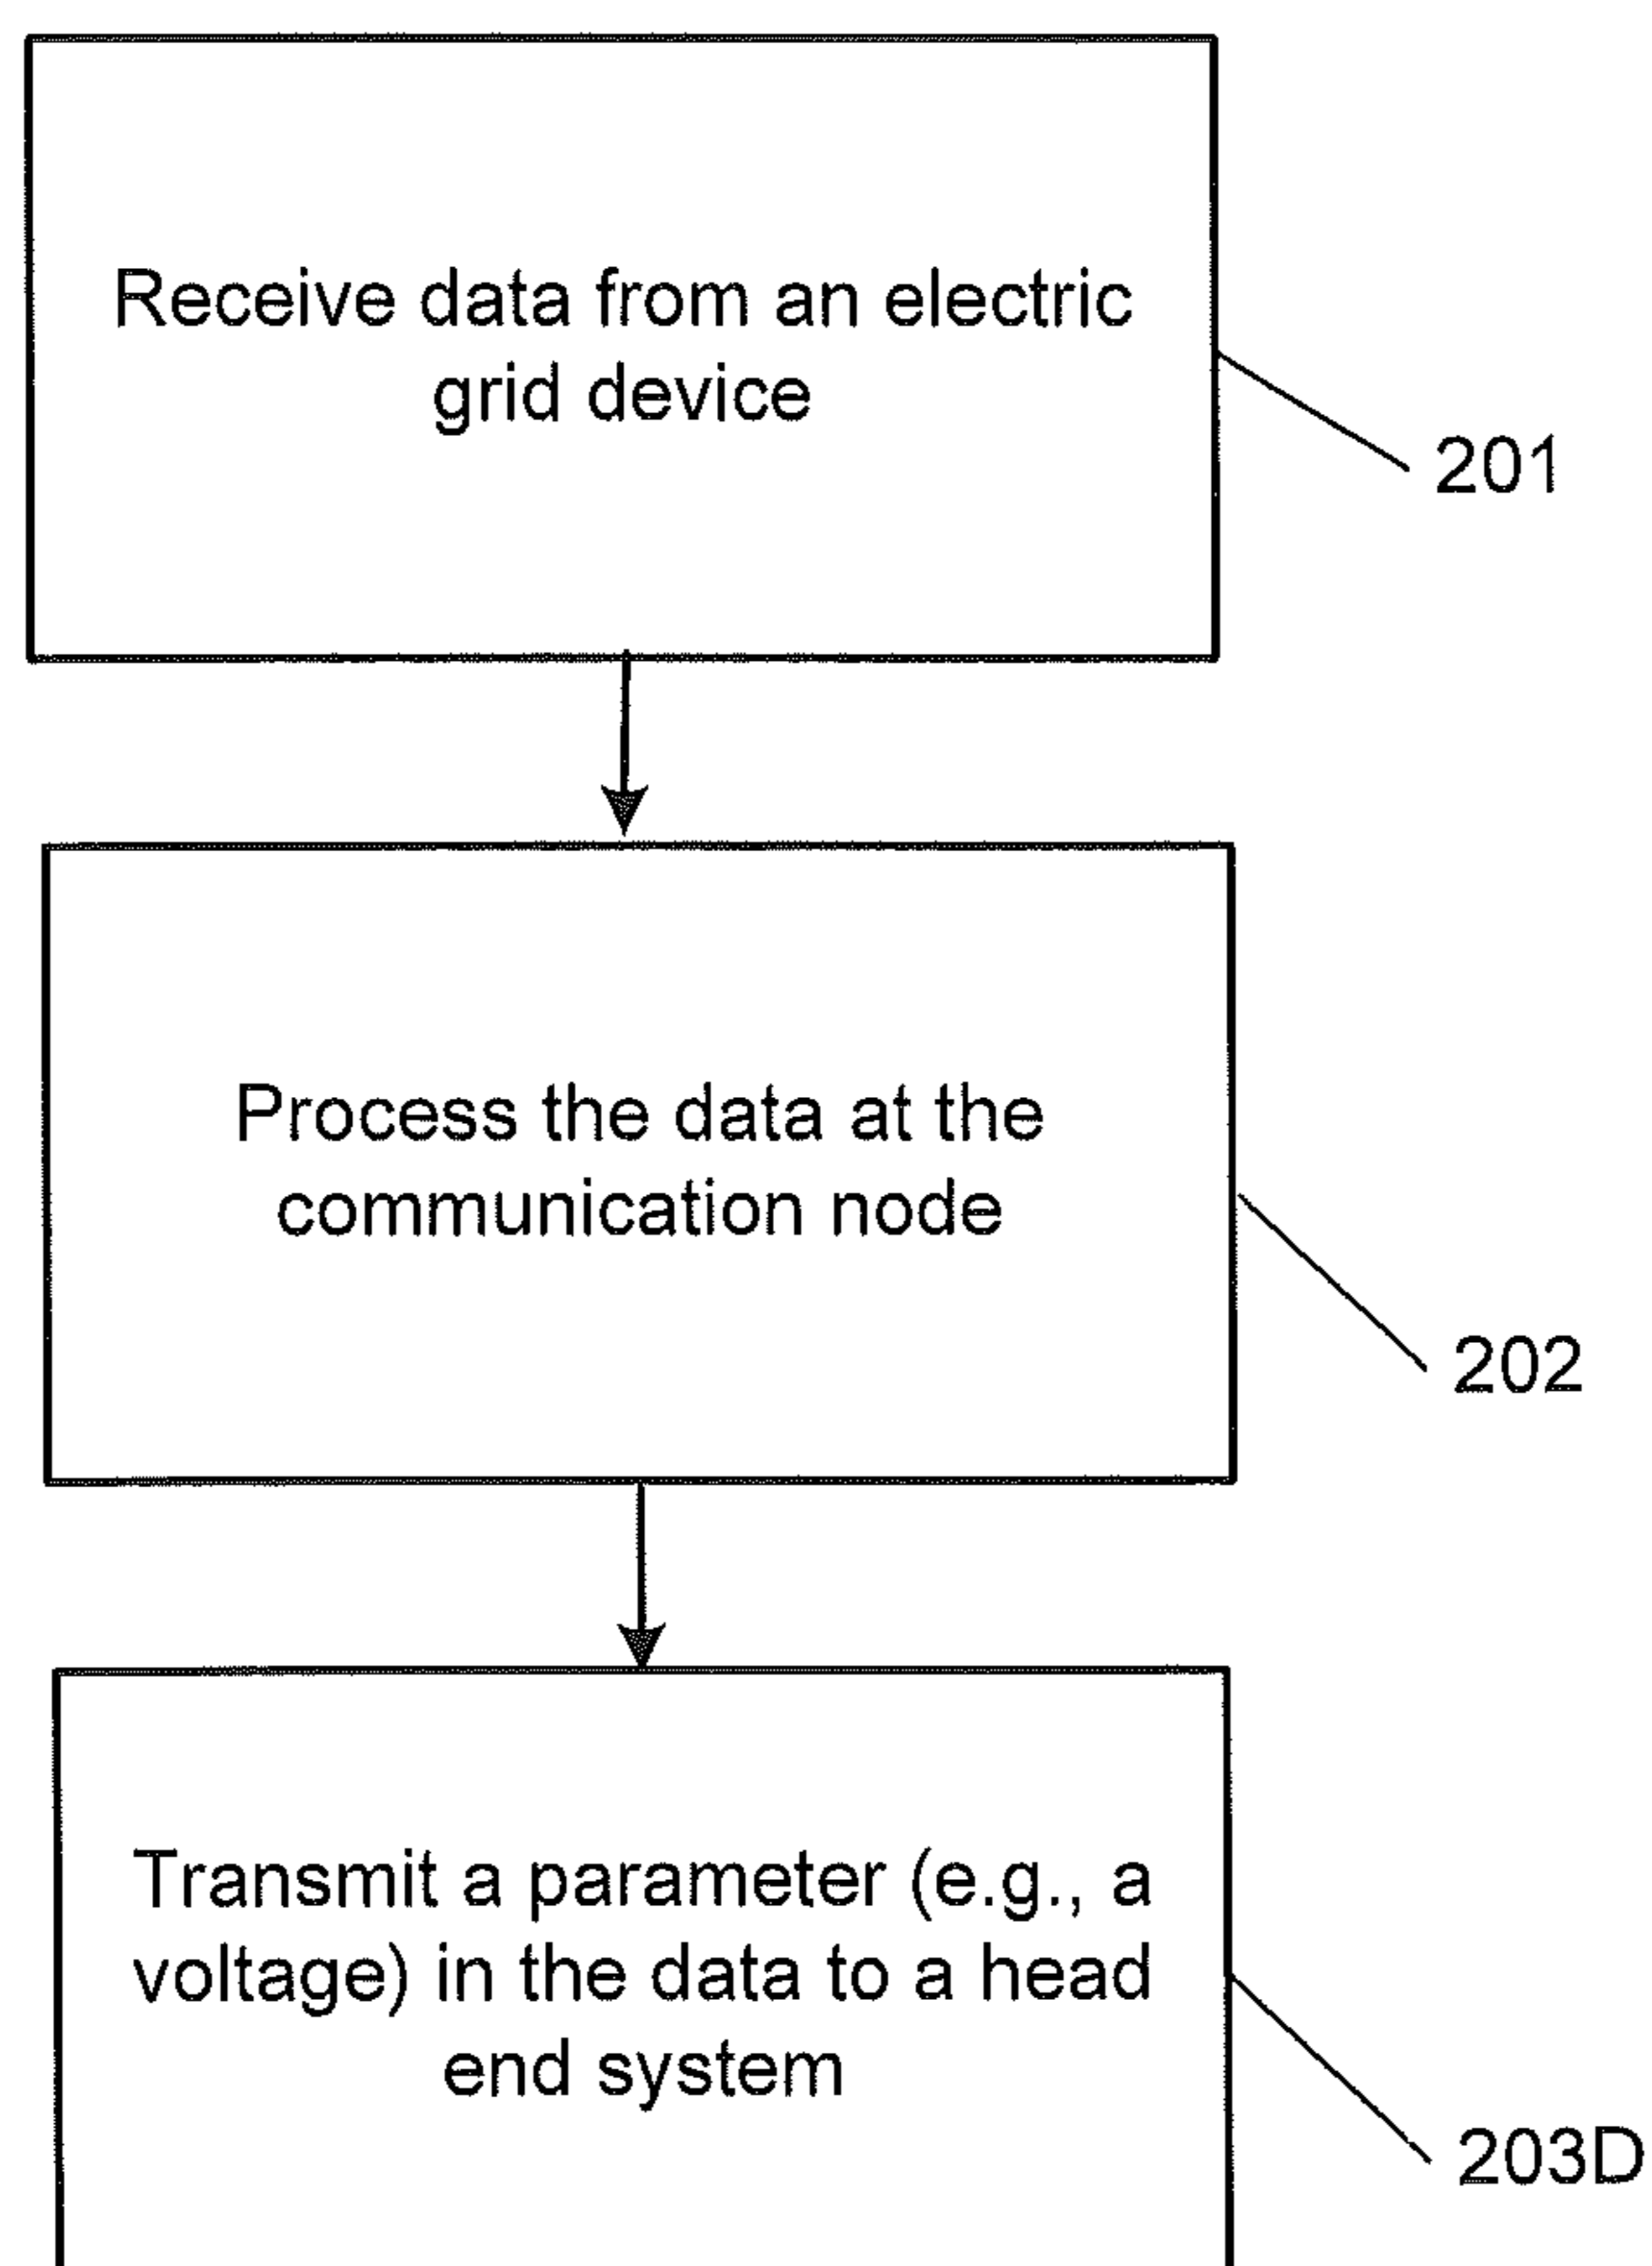 Receive data from an electric
grid device
201
Process the data at the
communication node
202
Transmit a parameter (e.g., a
voltage) in the data to a head
end system
203D